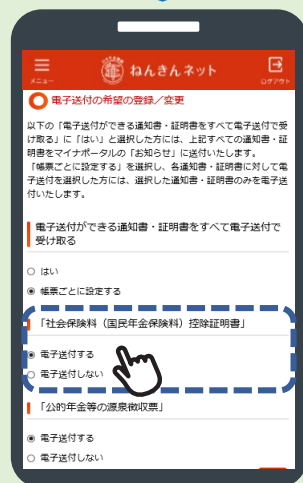 メニュー
ねんきんネット
ログアウト
電子送付の希望の登録／変更
以下の「電子送付ができる通知書・証明書をすべて電子送付で受
け取る」に「はい」と選択した方には、上記すべての通知書・証
明書をマイナポータルの「お知らせ」に送付いたします。
「帳票ごとに設定する」を選択し、各通知書・証明書に対して電
子送付を選択した方には、選択した通知書・証明書のみを電子送
付いたします。
電子送付ができる通知書・証明書をすべて電子送付で
受け取る
はい
帳票ごとに設定する
「社会保険料（国民年金保険料）控除証明書」
電子送付する
電子送付しない
「公的年金等の源泉徴収票」
電子送付する
電子送付しない